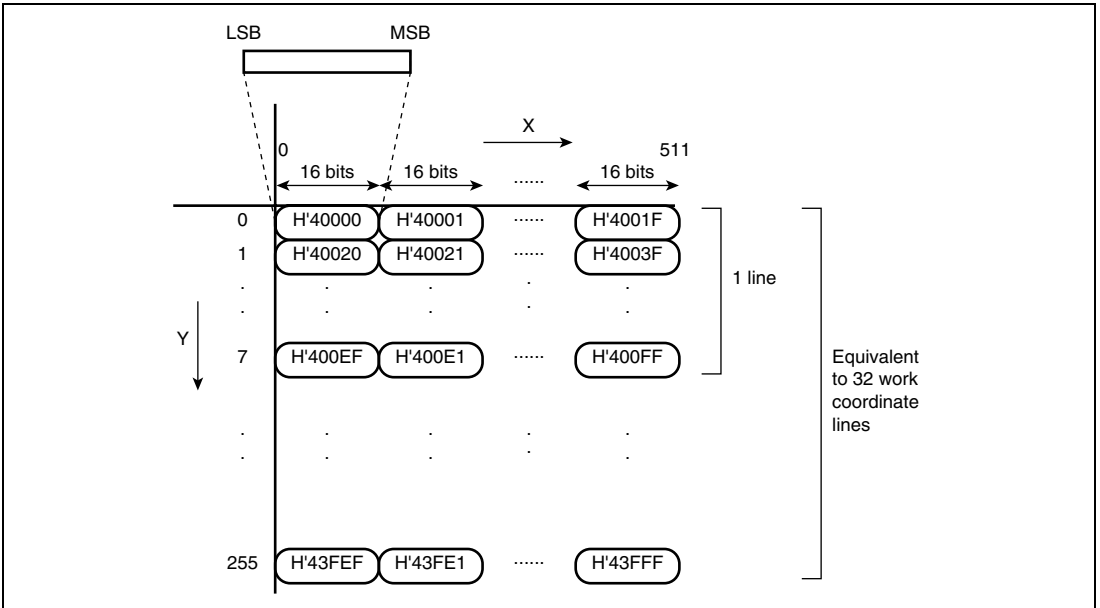 LSB MSB
X
0 511
16 bits 16 bits ...... 16 bits
0 H'40000 H'40001 ...... H'4001F
1 H'40020 H'40021 ...... H'4003F
1 line
Y
7 H'400EF H'400E1 ...... H'400FF
Equivalent
to 32 work
coordinate
lines
255 H'43FEF H'43FE1 ...... H'43FFF